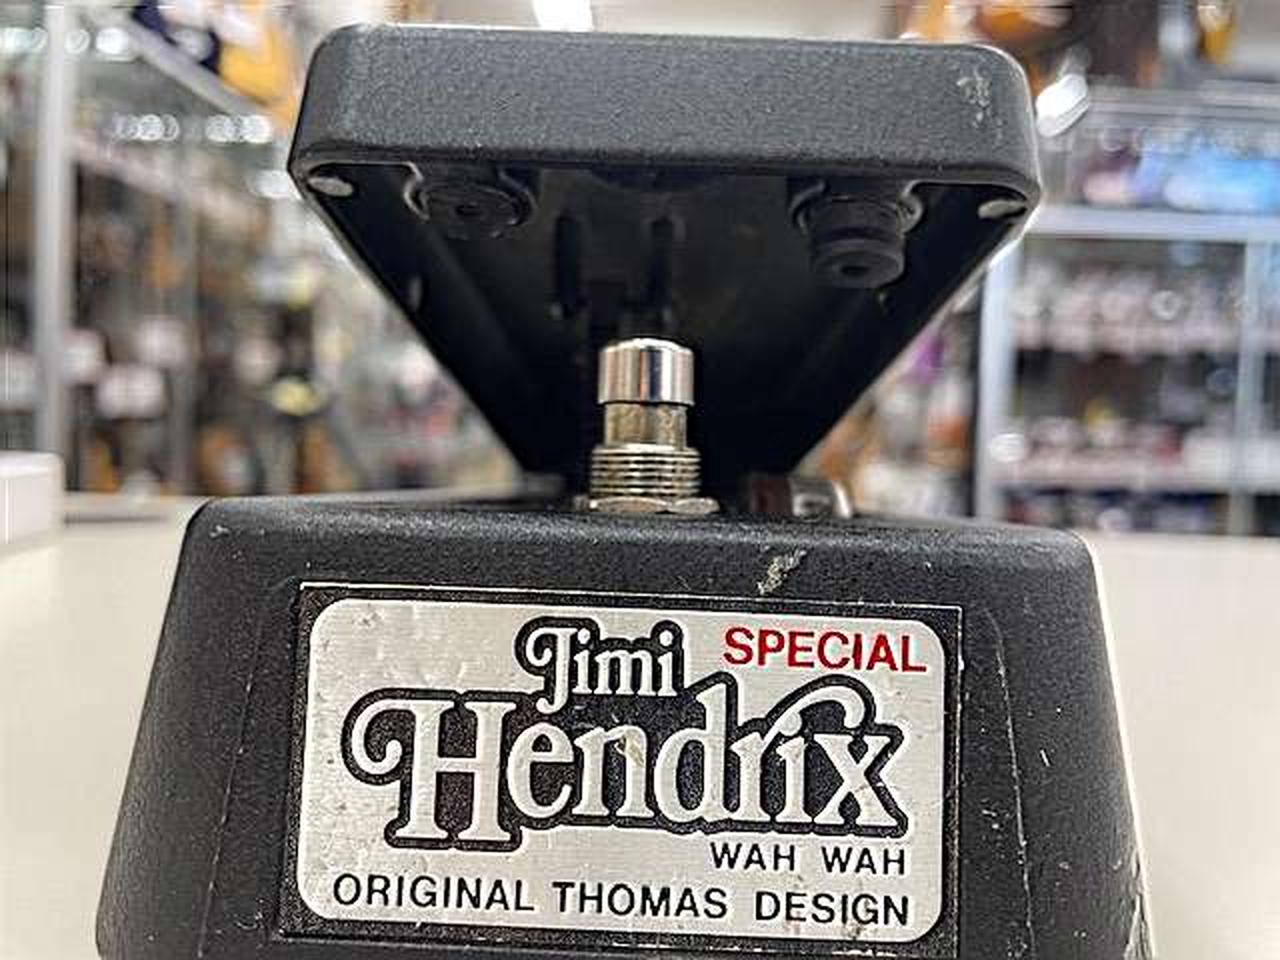 Jimi
SPECIAL
Hendrix
WAH WAH
ORIGINAL THOMAS DESIGN